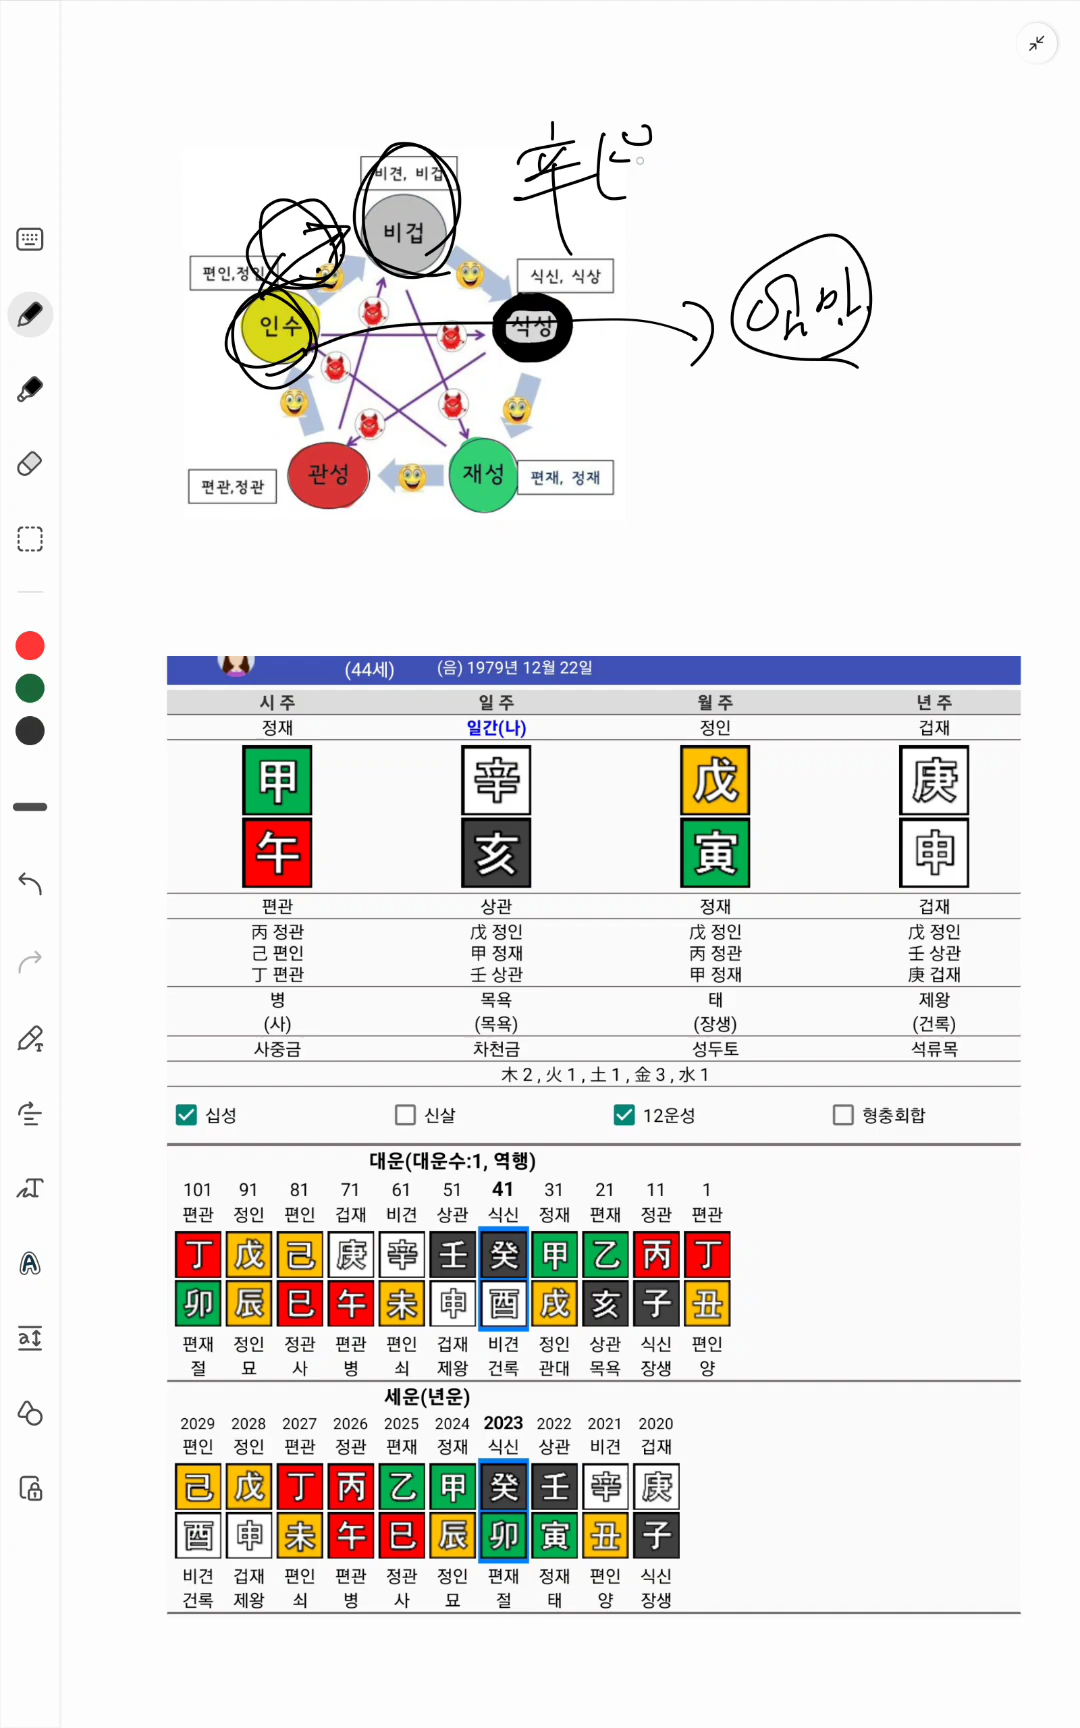 辛
비견, 비겁
비겁
편인,정인
식신, 식상
인수
식상
엄마
관성
재성
편관,정관
편재, 정재
(44세) (음) 1979년 12월 22일
시 주 일 주 월 주 년 주
정재 일간(나) 정인 겁재
甲 辛 戊 庚
午 亥 寅 申
편관 상관 정재 겁재
丙 정관 戊 정인 戊 정인 戊 정인
己 편인 甲 정재 丙 정관 壬 상관
丁 편관 壬 상관 甲 정재 庚 겁재
병 목욕 태 제왕
(사) (목욕) (장생) (건록)
사중금 차천금 성두토 석류목
木 2 , 火 1 , 土 1 , 金 3 , 水 1
십성 신살 12운성 형충회합
대운(대운수:1, 역행)
101 91 81 71 61 51 41 31 21 11 1
편관 정인 편인 겁재 비견 상관 식신 정재 편재 정관 편관
丁 戊 己 庚 辛 壬 癸 甲 乙 丙 丁
卯 辰 巳 午 未 申 酉 戌 亥 子 丑
편재 정인 정관 편관 편인 겁재 비견 정인 상관 식신 편인
절 묘 사 병 쇠 제왕 건록 관대 목욕 장생 양
세운(년운)
2029 2028 2027 2026 2025 2024 2023 2022 2021 2020
편인 정인 편관 정관 편재 정재 식신 상관 비견 겁재
己 戊 丁 丙 乙 甲 癸 壬 辛 庚
酉 申 未 午 巳 辰 卯 寅 丑 子
비견 겁재 편인 편관 정관 정인 편재 정재 편인 식신
건록 제왕 쇠 병 사 묘 절 태 양 장생